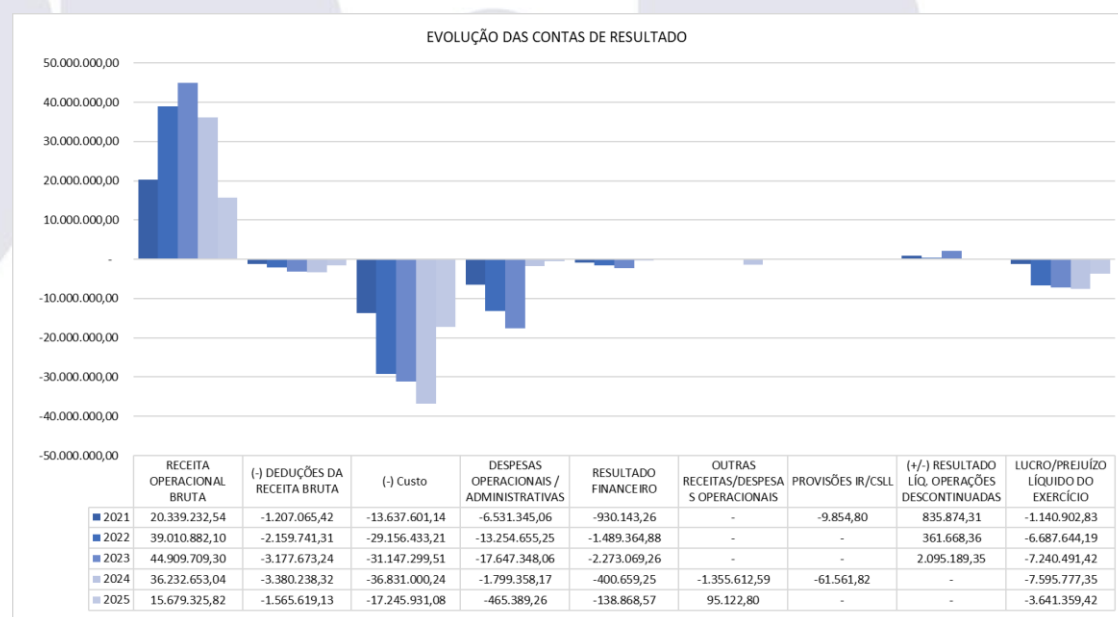 EVOLUÇÃO DAS CONTAS DE RESULTADO
50.000.000,00
40.000.000,00
30.000.000,00
20.000.000,00
10.000.000,00
-
-10.000.000,00
-20.000.000,00
-30.000.000,00
-40.000.000,00
-50.000.000,00
RECEITA
OPERACIONAL
BRUTA
(-) DEDUÇÕES DA
RECEITA BRUTA
(-) Custo
DESPESAS
OPERACIONAIS /
ADMINISTRATIVAS
RESULTADO
FINANCEIRO
OUTRAS
RECEITAS/DESPESA
S OPERACIONAIS
PROVISÕES IR/CSLL
(+/-) RESULTADO
LÍQ. OPERAÇÕES
DESCONTINUADAS
LUCRO/PREJUÍZO
LÍQUIDO DO
EXERCÍCIO
2021 20.339.232,54 -1.207.065,42 -13.637.601,14 -6.531.345,06 -930.143,26 - -9.854,80 835.874,31 -1.140.902,83
2022 39.010.882,10 -2.159.741,31 -29.156.433,21 -13.254.655,25 -1.489.364,88 - - 361.668,36 -6.687.644,19
2023 44.909.709,30 -3.177.673,24 -31.147.299,51 -17.647.348,06 -2.273.069,26 - - 2.095.189,35 -7.240.491,42
2024 36.232.653,04 -3.380.238,32 -36.831.000,24 -1.799.358,17 -400.659,25 -1.355.612,59 -61.561,82 - -7.595.777,35
2025 15.679.325,82 -1.565.619,13 -17.245.931,08 -465.389,26 -138.868,57 95.122,80 - - -3.641.359,42